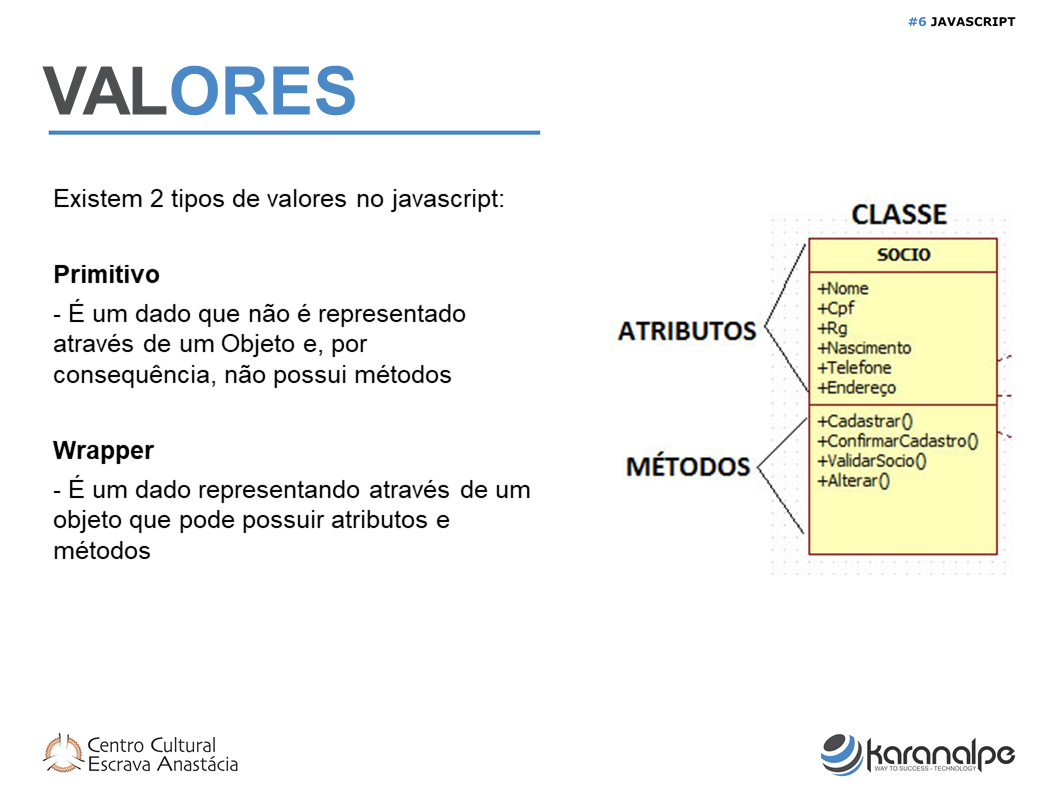 #6 JAVASCRIPT
VALORES
Existem 2 tipos de valores no javascript:
Primitivo
- É um dado que não é representado
através de um Objeto e, por
consequência, não possui métodos
Wrapper
- É um dado representando através de um
objeto que pode possuir atributos e
métodos
CLASSE
SOCIO
ATRIBUTOS
+Nome
+Cpf
+Rg
+Nascimento
+Telefone
+Endereço
MÉTODOS
+Cadastrar()
+ConfirmarCadastro()
+ValidarSocio()
+Alterar()
Centro Cultural
Escrava Anastácia
karanalpe
WAY TO SUCCESS - TECHNOLOGY